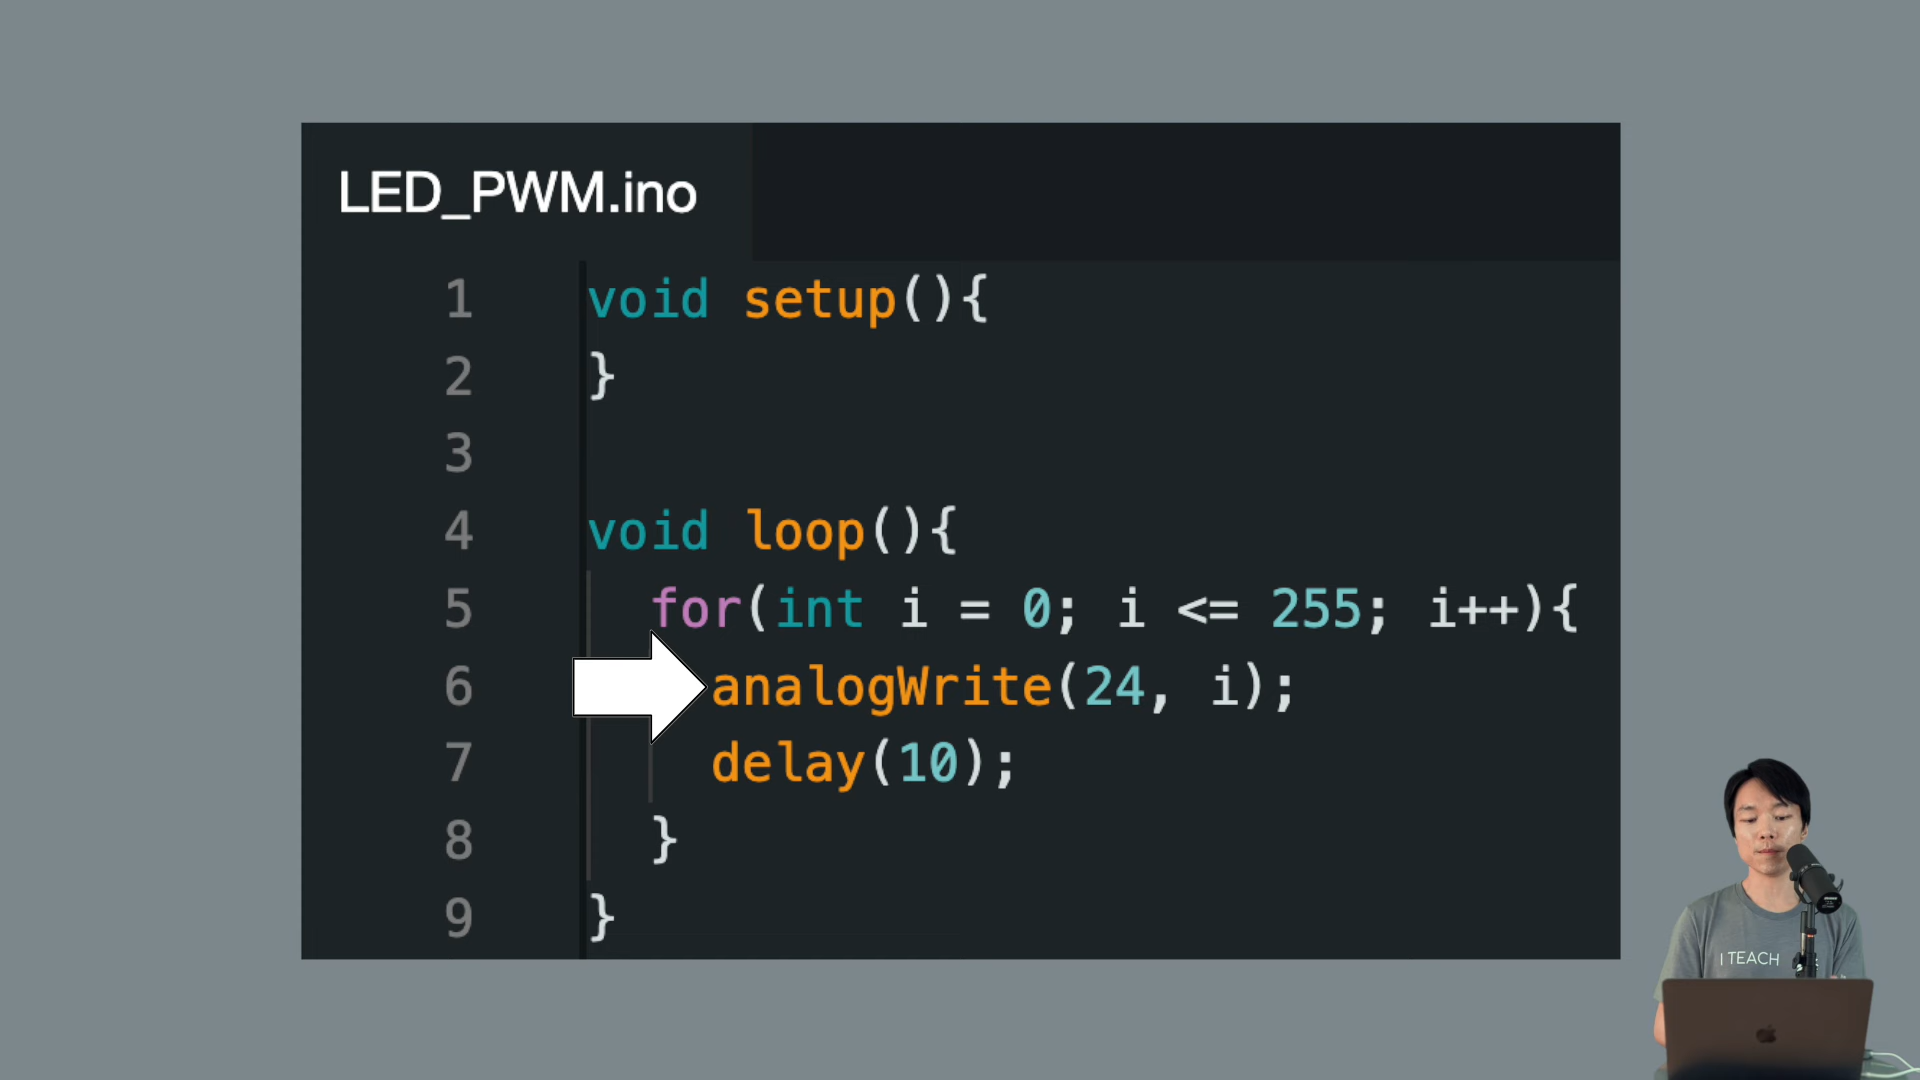 LED_PWM.ino
1 void setup(){
2 }
3
4 void loop(){
5 for(int i = 0; i <= 255; i++){
6 analogWrite(24, i);
7 delay(10);
8 }
9 }
I TEACH